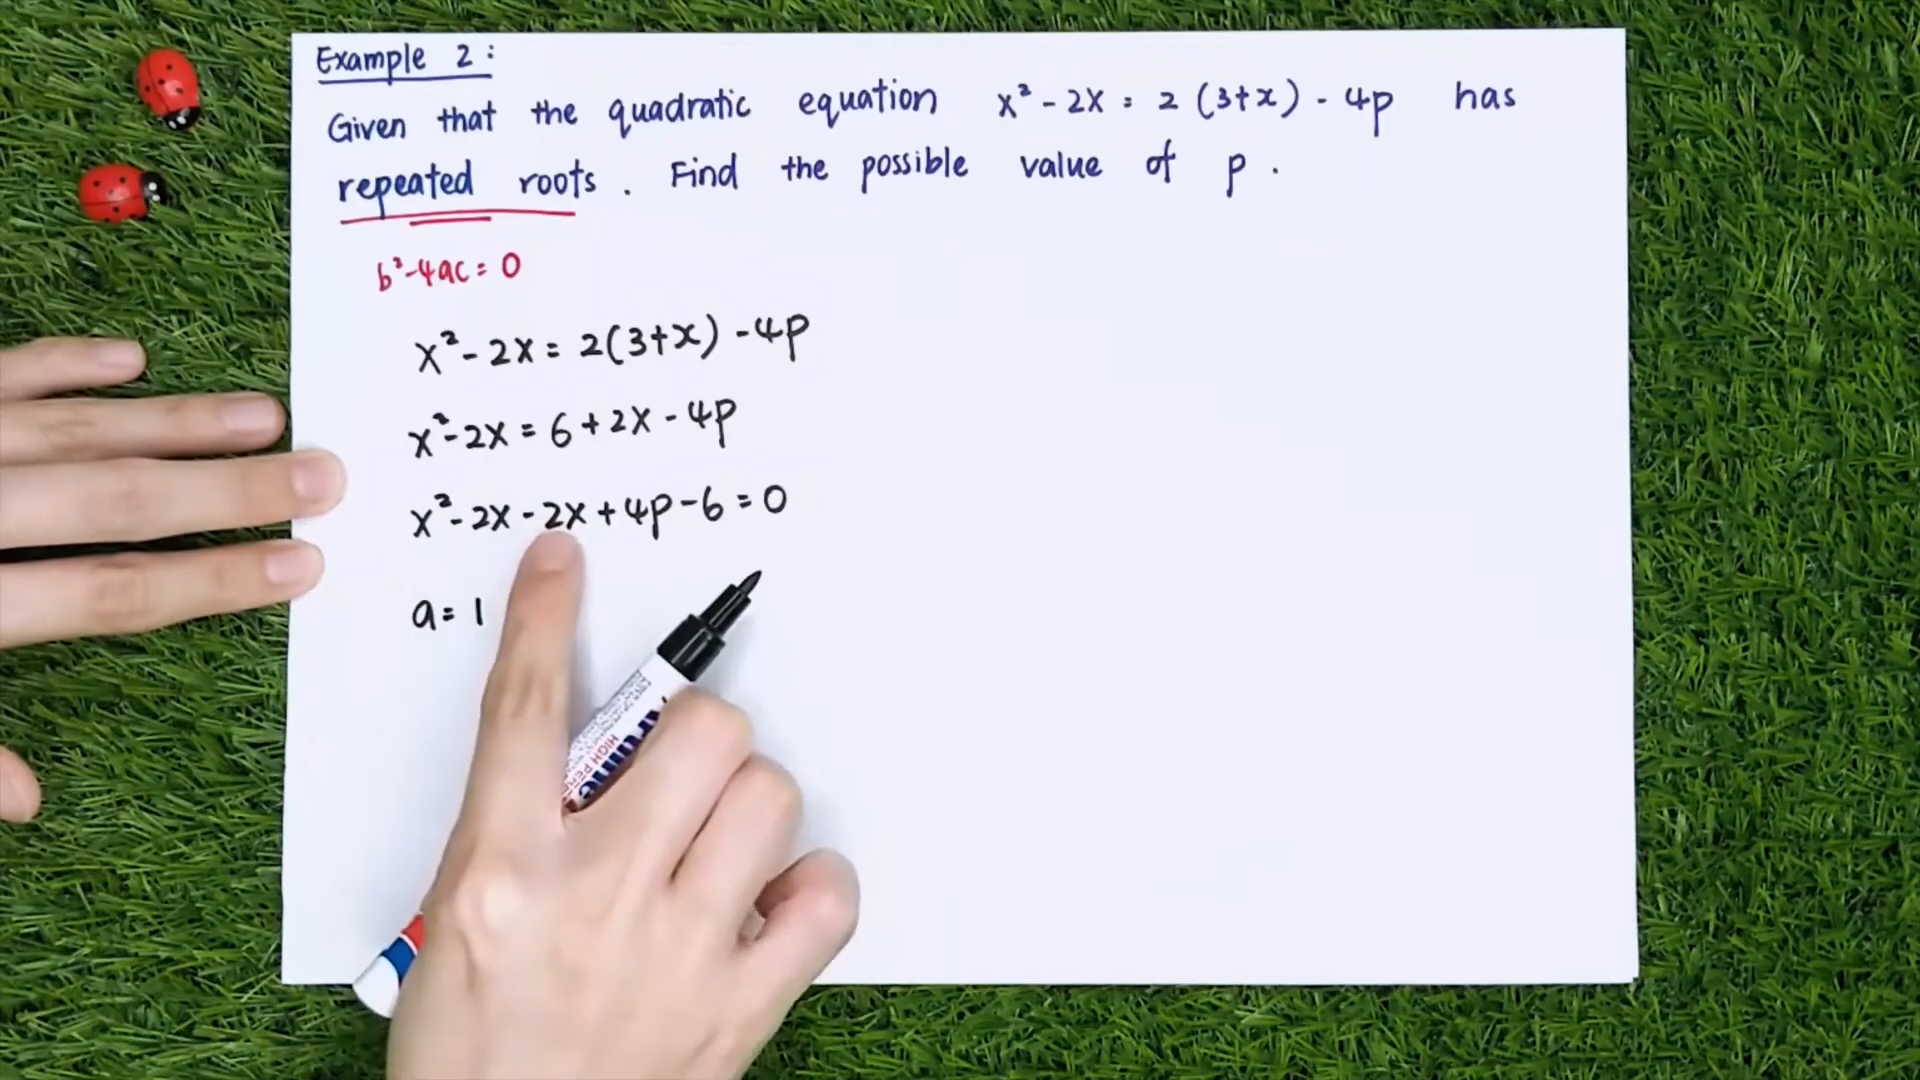 Example 2:
Given that the quadratic equation x² - 2x = 2(3+x) - 4p has
repeated roots. Find the possible value of p.
b²-4ac = 0
x² - 2x = 2(3+x) - 4p
x² - 2x = 6 + 2x - 4p
x² - 2x - 2x + 4p - 6 = 0
a = 1